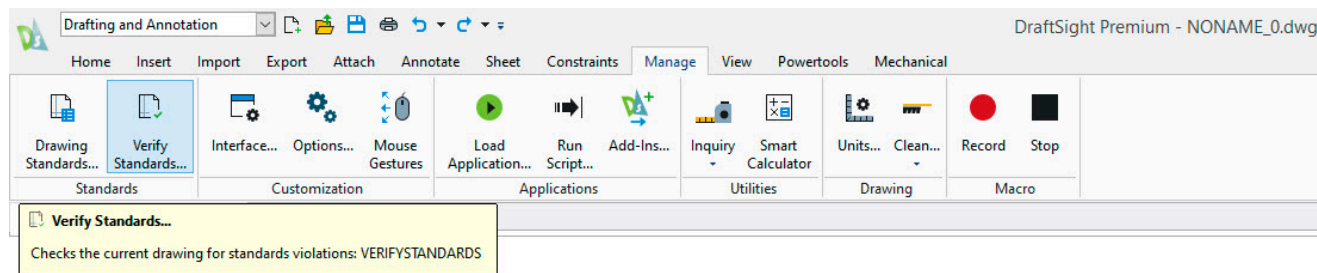 Drafting and Annotation
DraftSight Premium - NONAME_0.dwg
Home Insert Import Export Attach Annotate Sheet Constraints Manage View Powertools Mechanical
Drawing Standards...
Verify Standards...
Interface...
Options...
Mouse Gestures
Load Application...
Run Script...
Add-Ins...
Inquiry
Smart Calculator
Units...
Clean...
Record
Stop
Standards Customization Applications Utilities Drawing Macro
Verify Standards...
Checks the current drawing for standards violations: VERIFYSTANDARDS